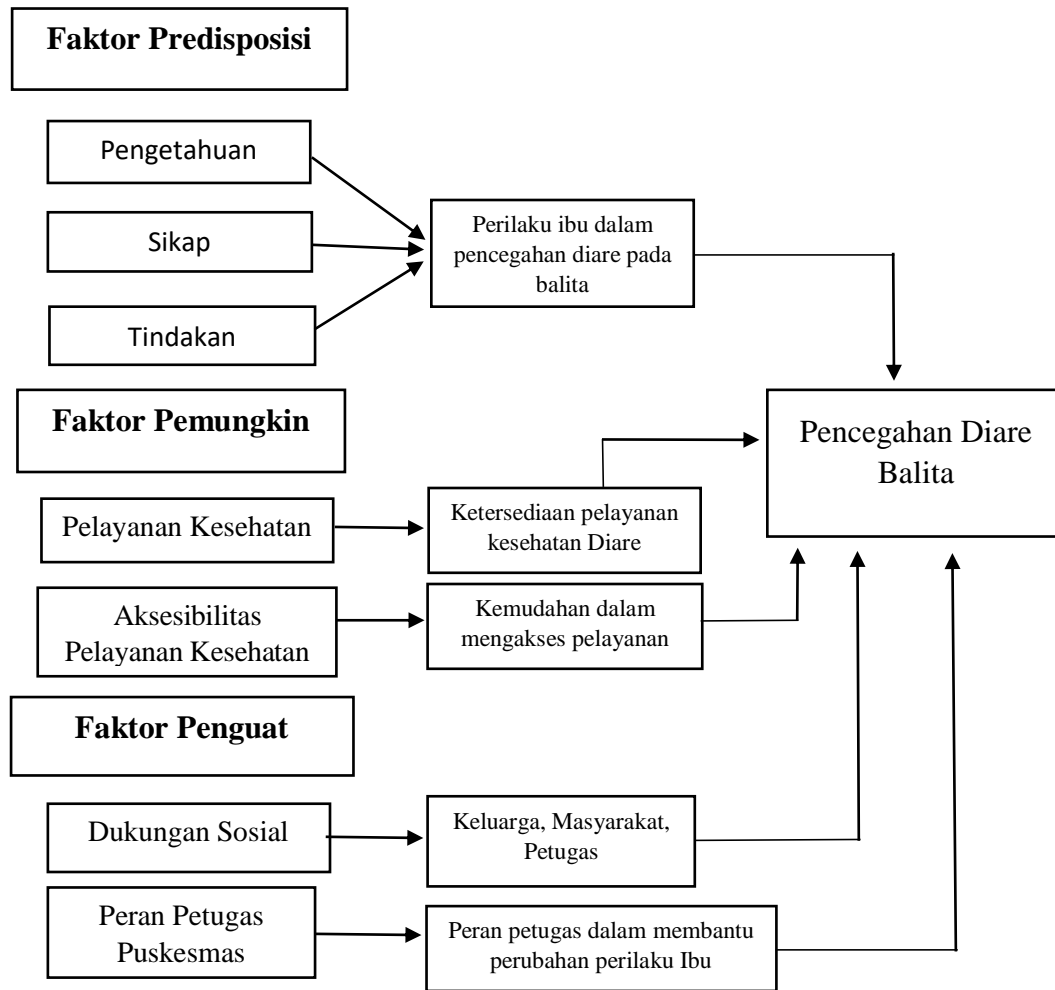 Faktor Predisposisi
Pengetahuan
Sikap
Tindakan
Perilaku ibu dalam
pencegahan diare pada
balita
Faktor Pemungkin
Pelayanan Kesehatan
Ketersediaan pelayanan
kesehatan Diare
Aksesibilitas
Pelayanan Kesehatan
Kemudahan dalam
mengakses pelayanan
Pencegahan Diare
Balita
Faktor Penguat
Dukungan Sosial
Keluarga, Masyarakat,
Petugas
Peran Petugas
Puskesmas
Peran petugas dalam membantu
perubahan perilaku Ibu